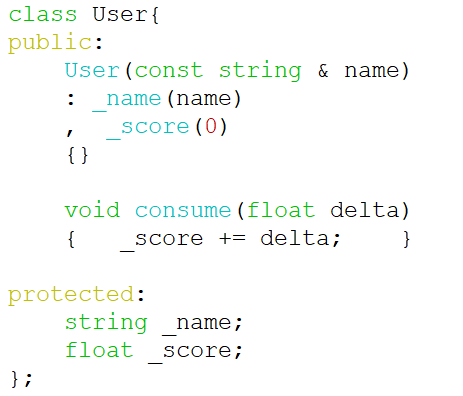 class User{
public:
    User(const string & name)
    : _name(name)
    ,  _score(0)
    {}

    void consume(float delta)
    {   _score += delta;    }

protected:
    string _name;
    float _score;
};